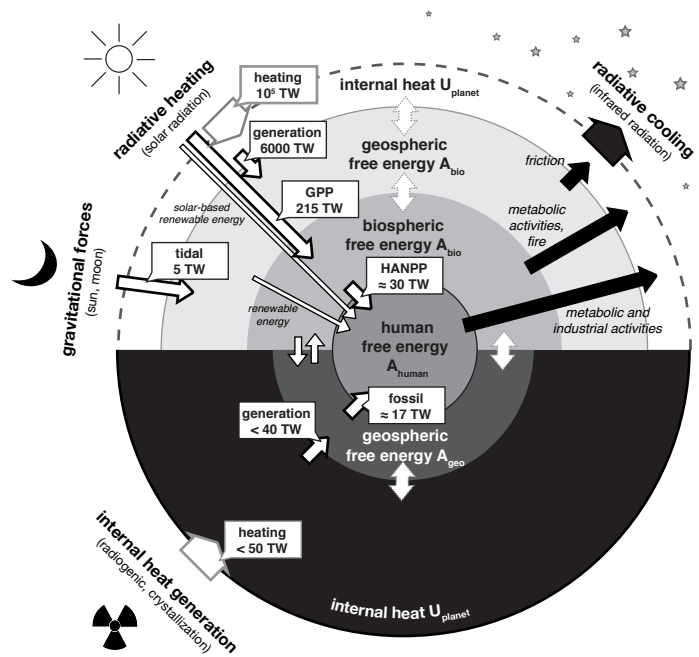 radiative heating
(solar radiation)
heating
10⁵ TW
internal heat U_planet
radiative cooling
(infrared radiation)
generation
6000 TW
geospheric
free energy A_bio
friction
GPP
215 TW
solar-based
renewable energy
biospheric
free energy A_bio
metabolic
activities,
fire
gravitational forces
(sun, moon)
tidal
5 TW
HANPP
≈ 30 TW
renewable
energy
human
free energy
A_human
metabolic and
industrial activities
fossil
≈ 17 TW
generation
< 40 TW
geospheric
free energy A_geo
heating
< 50 TW
internal heat generation
(radiogenic, crystallization)
internal heat U_planet